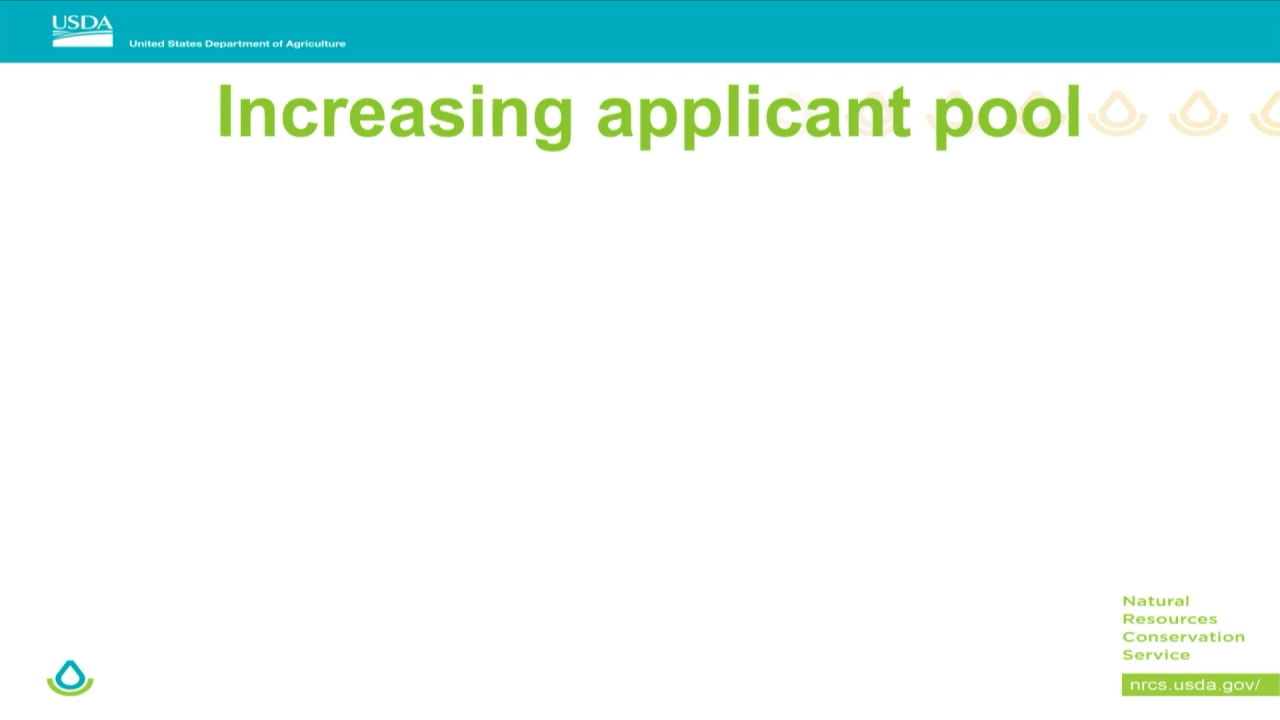 USDA
United States Department of Agriculture
Increasing applicant pool
Natural
Resources
Conservation
Service
nrcs.usda.gov/